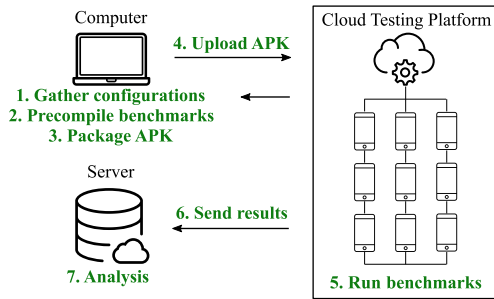 Computer
4. Upload APK
Cloud Testing Platform
1. Gather configurations
2. Precompile benchmarks
3. Package APK
Server
6. Send results
7. Analysis
5. Run benchmarks